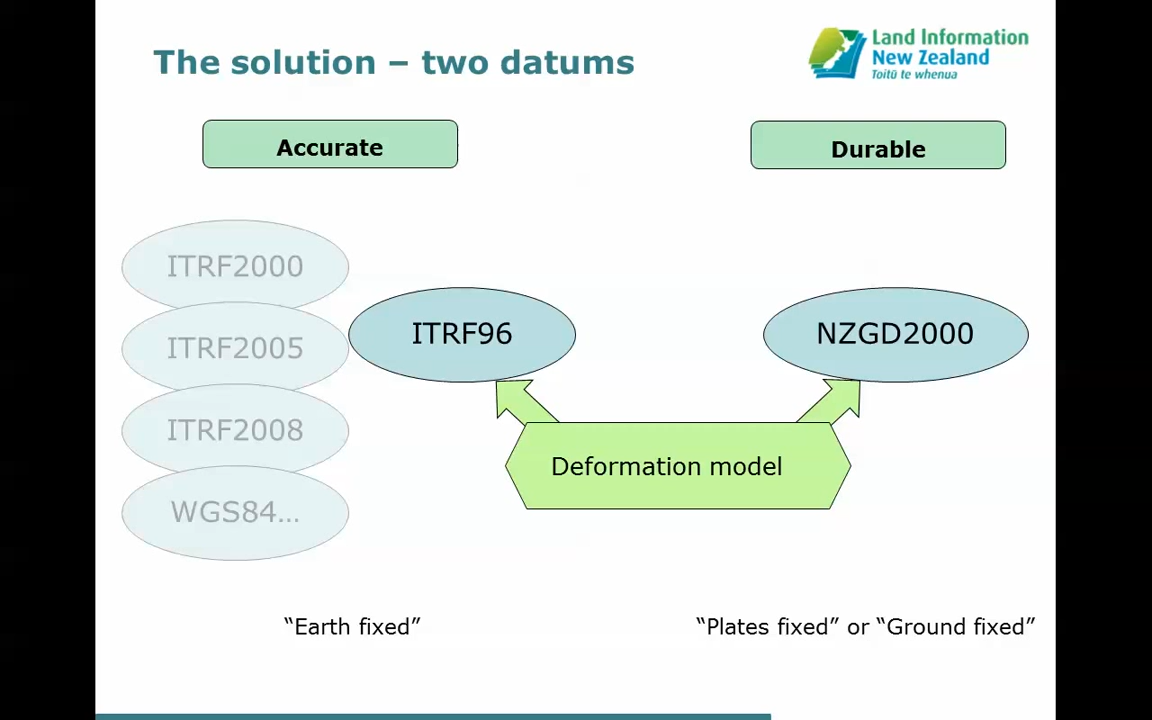 The solution – two datums
Land Information
New Zealand
Toitū te whenua
Accurate
Durable
ITRF2000
ITRF2005
ITRF2008
WGS84...
ITRF96
NZGD2000
Deformation model
“Earth fixed”
“Plates fixed” or “Ground fixed”